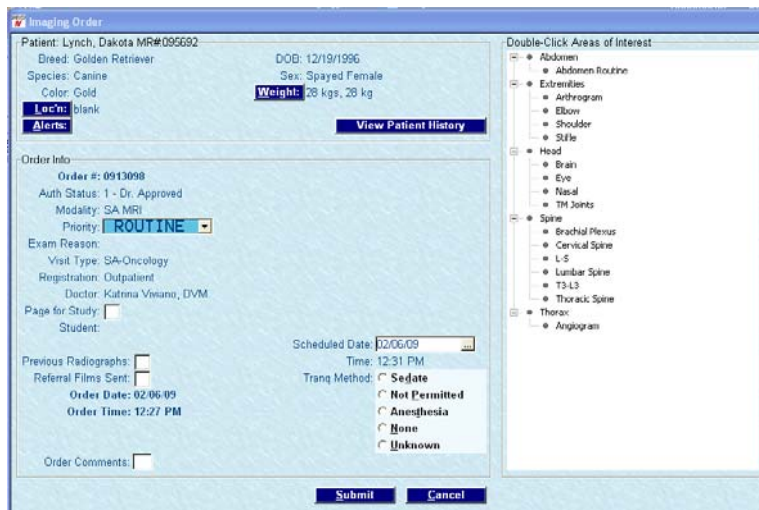 Imaging Order
Patient: Lynch, Dakota MR#:095692
Breed: Golden Retriever
DOB: 12/19/1996
Species: Canine
Sex: Spayed Female
Color: Gold
Weight: 28 kgs, 28 kg
Loc'n: blank
Alerts:
View Patient History
Order Info
Order #: 0913098
Auth Status: 1 - Dr. Approved
Modality: SA MRI
Priority: ROUTINE
Exam Reason:
Visit Type: SA-Oncology
Registration: Outpatient
Doctor: Katrina Viviano, DVM
Page for Study:
Student:
Scheduled Date: 02/06/09 ...
Previous Radiographs:
Time: 12:31 PM
Referral Films Sent:
Tranq Method: Sedate
Order Date: 02/06/09
Not Permitted
Order Time: 12:27 PM
Anesthesia
None
Unknown
Order Comments:
Submit
Cancel
Double-Click Areas of Interest
Abdomen
Abdomen Routine
Extremities
Arthrogram
Elbow
Shoulder
Stifle
Head
Brain
Eye
Nasal
TM Joints
Spine
Brachial Plexus
Cervical Spine
L-S
Lumbar Spine
T3-L3
Thoracic Spine
Thorax
Angiogram